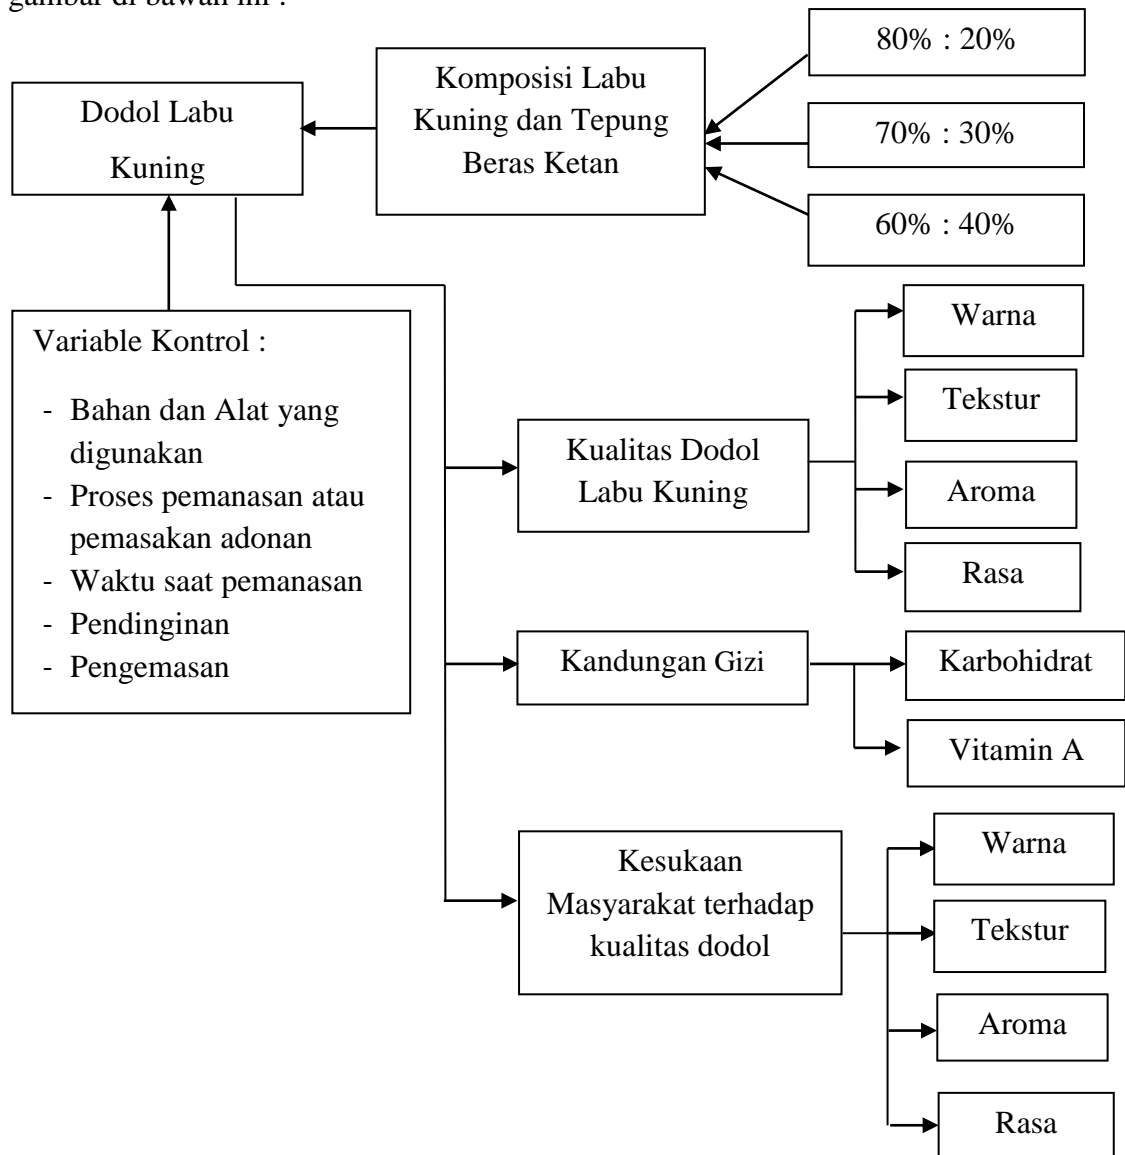 gambar di bawah ini :
80% : 20%
Komposisi Labu
Kuning dan Tepung
Beras Ketan
Dodol Labu
Kuning
70% : 30%
60% : 40%
Variable Kontrol :
- Bahan dan Alat yang
digunakan
- Proses pemanasan atau
pemasakan adonan
- Waktu saat pemanasan
- Pendinginan
- Pengemasan
Kualitas Dodol
Labu Kuning
Warna
Tekstur
Aroma
Rasa
Kandungan Gizi
Karbohidrat
Vitamin A
Kesukaan
Masyarakat terhadap
kualitas dodol
Warna
Tekstur
Aroma
Rasa